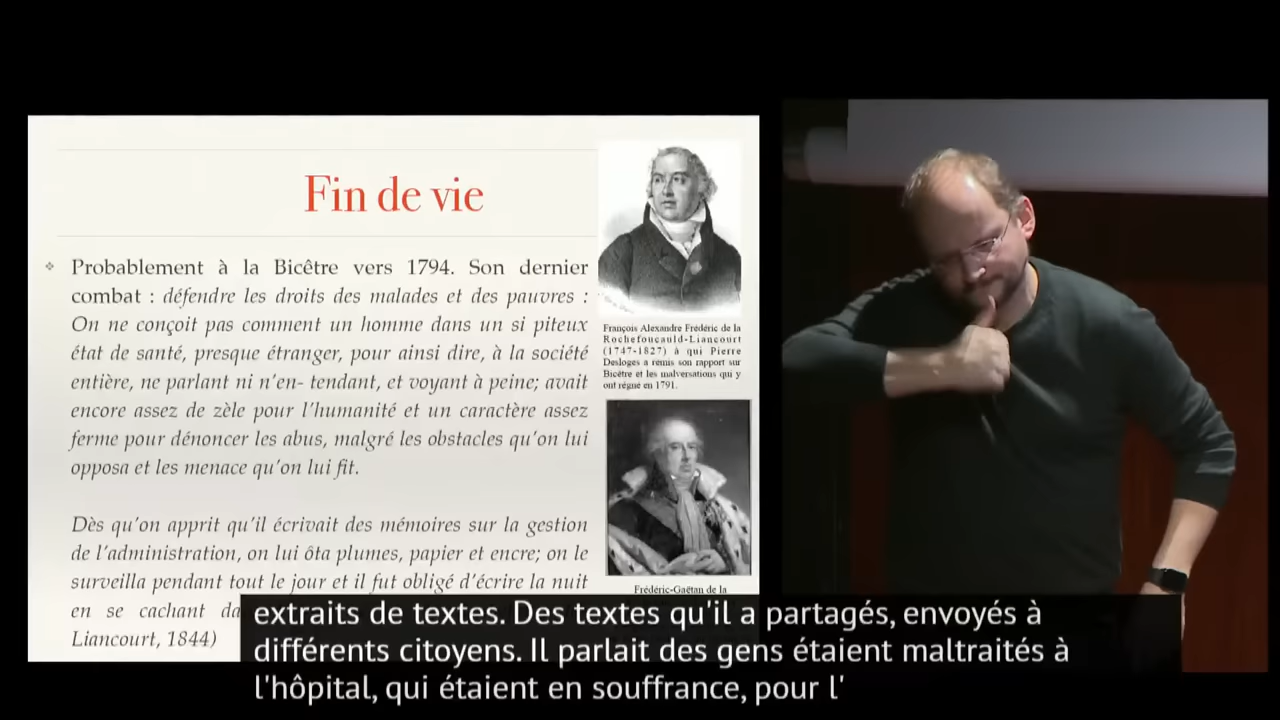 Fin de vie
Probablement à la Bicêtre vers 1794. Son dernier
combat : défendre les droits des malades et des pauvres :
On ne conçoit pas comment un homme dans un si piteux
état de santé, presque étranger, pour ainsi dire, à la société
entière, ne parlant ni n'en- tendant, et voyant à peine; avait
encore assez de zèle pour l'humanité et un caractère assez
ferme pour dénoncer les abus, malgré les obstacles qu'on lui
opposa et les menace qu'on lui fit.
Dès qu'on apprit qu'il écrivait des mémoires sur la gestion
de l'administration, on lui ôta plumes, papier et encre; on le
surveilla pendant tout le jour et il fut obligé d'écrire la nuit
en se cachant
Liancourt, 1844)
François Alexandre Frédéric de la
Rochefoucauld-Liancourt
(1747-1827) à qui Pierre
Desloges a remis son rapport sur
Bicêtre et les malversations qui y
ont régné en 1791.
Frédéric-Gaëtan de la
extraits de textes. Des textes qu'il a partagés, envoyés à
différents citoyens. Il parlait des gens étaient maltraités à
l'hôpital, qui étaient en souffrance, pour l'